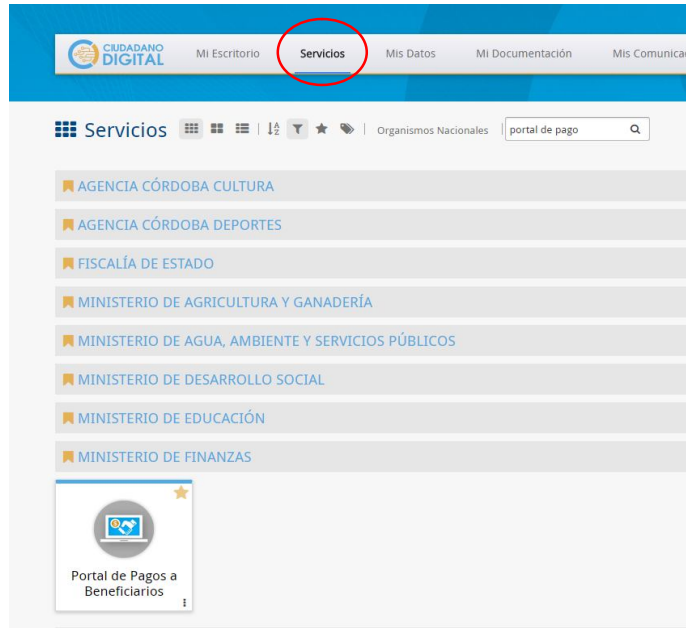 CIUDADANO
DIGITAL
Mi Escritorio Servicios Mis Datos Mi Documentación Mis Comunica
Servicios Organismos Nacionales portal de pago
AGENCIA CÓRDOBA CULTURA
AGENCIA CÓRDOBA DEPORTES
FISCALÍA DE ESTADO
MINISTERIO DE AGRICULTURA Y GANADERÍA
MINISTERIO DE AGUA, AMBIENTE Y SERVICIOS PÚBLICOS
MINISTERIO DE DESARROLLO SOCIAL
MINISTERIO DE EDUCACIÓN
MINISTERIO DE FINANZAS
Portal de Pagos a
Beneficiarios